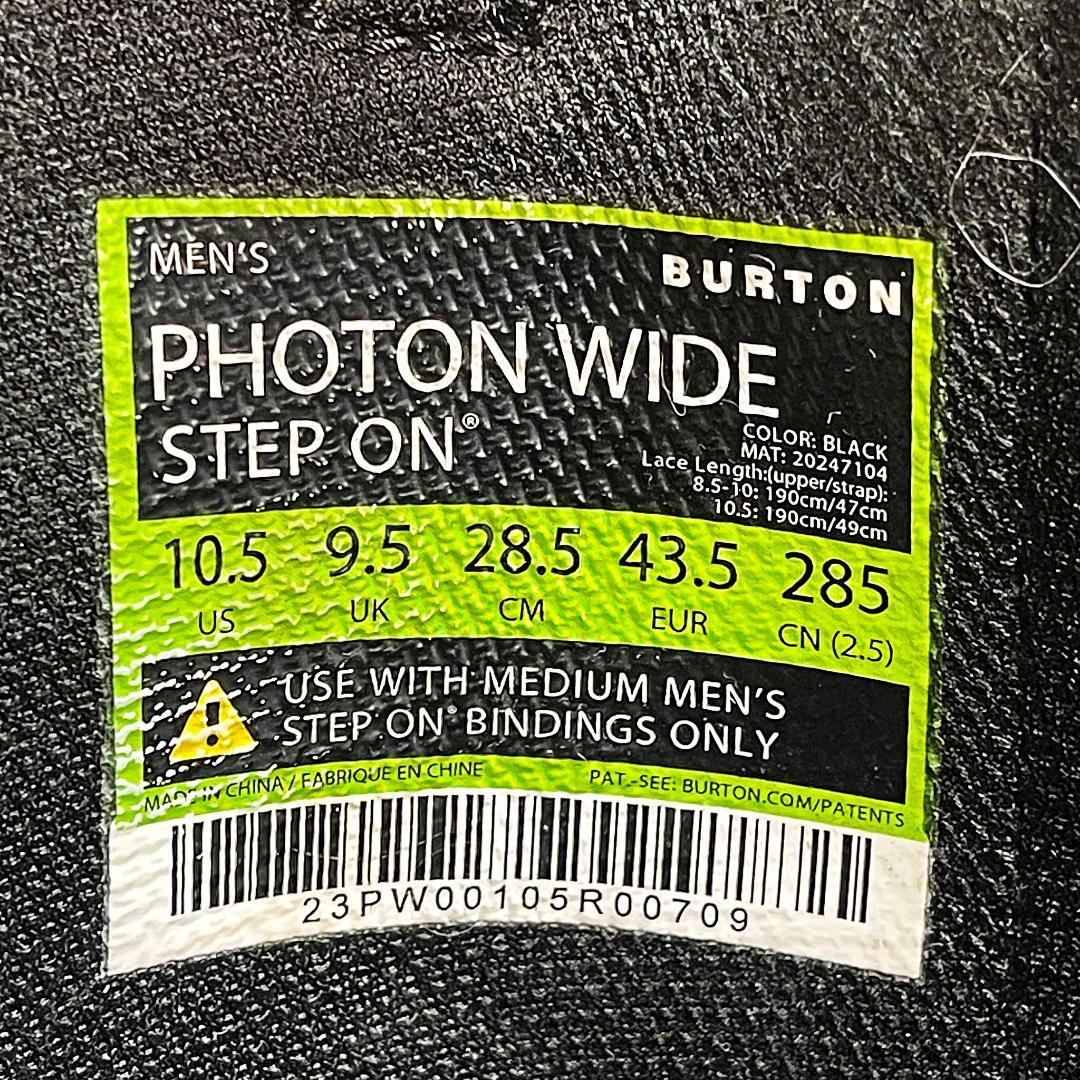 MEN'S
BURTON
PHOTON WIDE
STEP ON®
COLOR: BLACK
MAT: 20247104
Lace Length:(upper/strap):
8.5-10: 190cm/47cm
10.5: 190cm/49cm
10.5 9.5 28.5 43.5 285
US UK CM EUR CN (2.5)
USE WITH MEDIUM MEN'S
STEP ON® BINDINGS ONLY
MADE IN CHINA / FABRIQUE EN CHINE
PAT.-SEE: BURTON.COM/PATENTS
23PW00105R00709